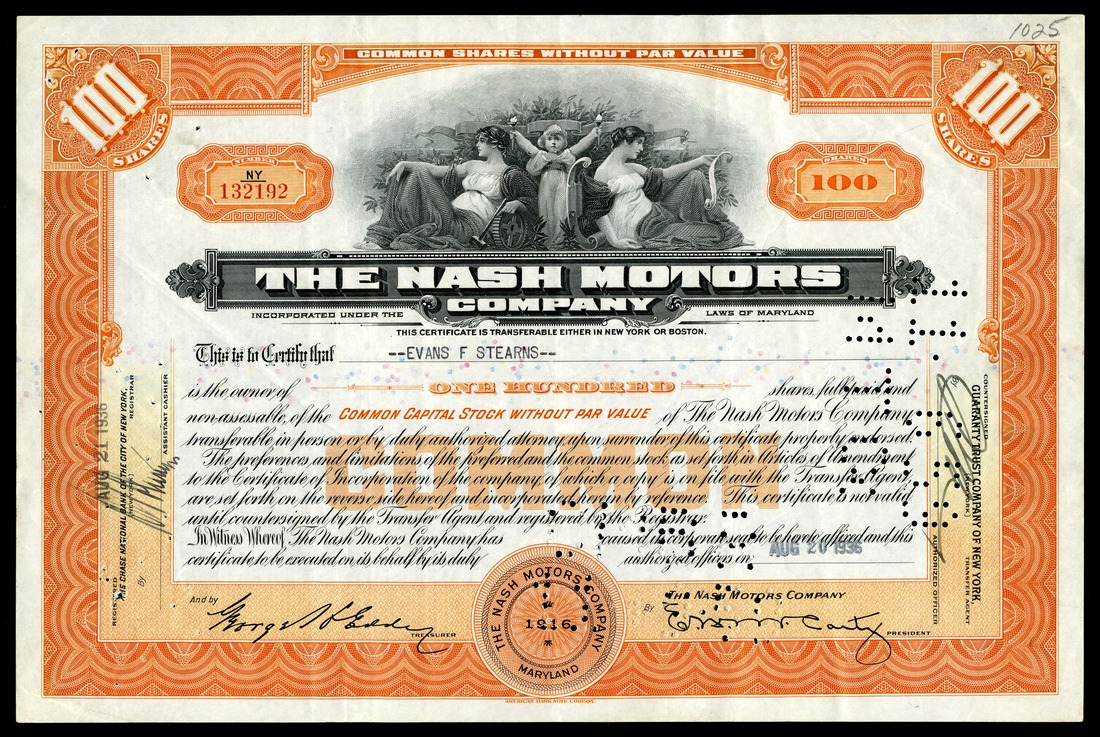 1025
COMMON SHARES WITHOUT PAR VALUE
100
SHARES
100
SHARES
NUMBER
NY
132192
SHARES
100
THE NASH MOTORS
COMPANY
INCORPORATED UNDER THE LAWS OF MARYLAND
THIS CERTIFICATE IS TRANSFERABLE EITHER IN NEW YORK OR BOSTON.
This is to Certify that --EVANS F STEARNS--
is the owner of ONE HUNDRED shares, full paid and
non-assessable, of the COMMON CAPITAL STOCK WITHOUT PAR VALUE of The Nash Motors Company,
transferable in person or by duly authorized attorney upon surrender of this certificate properly endorsed.
The preferences and limitations of the preferred and the common stock as set forth in Articles of Amendment
to the Certificate of Incorporation of the company of which a copy is on file with the Transfer Agent,
are set forth on the reverse side hereof and incorporated herein by reference. This certificate is not valid
until countersigned by the Transfer Agent and registered by the Registrar.
COMMON
In Witness Whereof, The Nash Motors Company has caused its corporate seal to be hereto affixed and this
certificate to be executed on its behalf by its duly authorized officers on AUG 20 1936
THE NASH MOTORS COMPANY
And by
TREASURER
By
PRESIDENT
THE NASH MOTORS COMPANY
1916
MARYLAND
AUG 21 1936
REGISTERED
THE CHASE NATIONAL BANK OF THE CITY OF NEW YORK,
(NEW YORK)
REGISTRAR
By
ASSISTANT CASHIER
COUNTERSIGNED
GUARANTY TRUST COMPANY OF NEW YORK
(NEW YORK)
TRANSFER AGENT
By
AUTHORIZED OFFICER
AMERICAN BANK NOTE COMPANY.